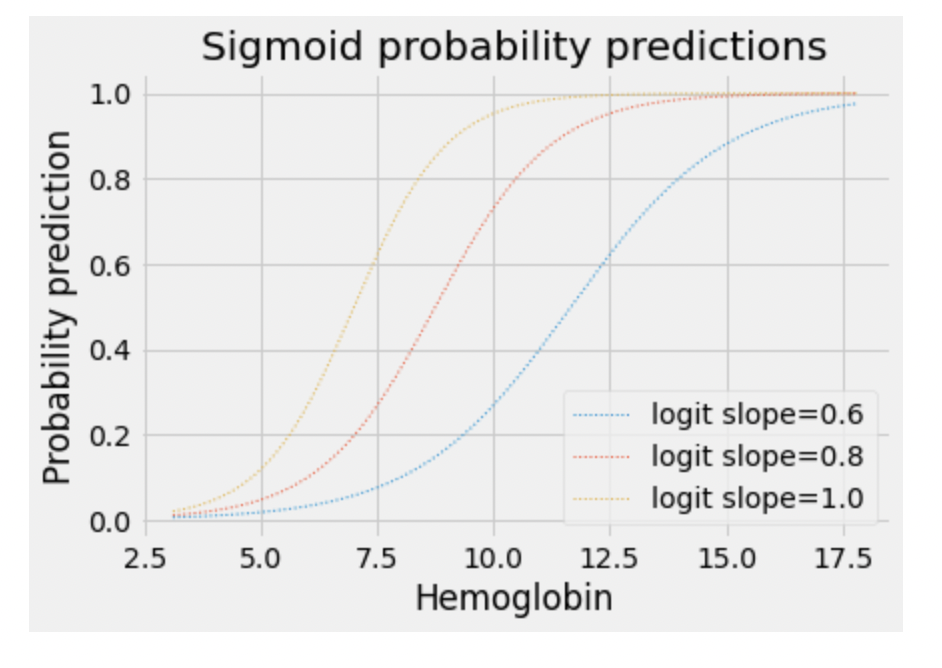 Sigmoid probability predictions
Probability prediction
1.0
0.8
0.6
0.4
0.2
0.0
logit slope=0.6
logit slope=0.8
logit slope=1.0
2.5 5.0 7.5 10.0 12.5 15.0 17.5
Hemoglobin